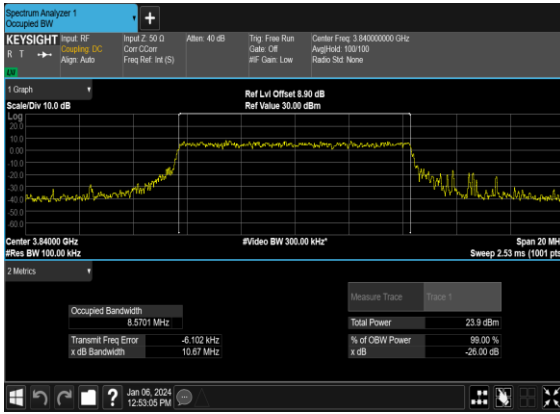 Spectrum Analyzer 1
Occupied BW
KEYSIGHT
R T
LW
Input: RF
Coupling: DC
Align: Auto
Input Z: 50 Ω
Corr CCorr
Freq Ref: Int (S)
Atten: 40 dB
Trig: Free Run
Gate: Off
#IF Gain: Low
Center Freq: 3.840000000 GHz
Avg|Hold: 100/100
Radio Std: None
1 Graph
Scale/Div 10.0 dB
Ref Lvl Offset 8.90 dB
Ref Value 30.00 dBm
Log
20.0
10.0
0.00
-10.0
-20.0
-30.0
-40.0
-50.0
-60.0
Center 3.84000 GHz
#Res BW 100.00 kHz
#Video BW 300.00 kHz*
Span 20 MH
Sweep 2.53 ms (1001 pts
2 Metrics
Measure Trace
Trace 1
Occupied Bandwidth
8.5701 MHz
Total Power
23.9 dBm
Transmit Freq Error
-6.102 kHz
% of OBW Power
99.00 %
x dB Bandwidth
10.67 MHz
x dB
-26.00 dB
?
Jan 06, 2024
12:53:05 PM